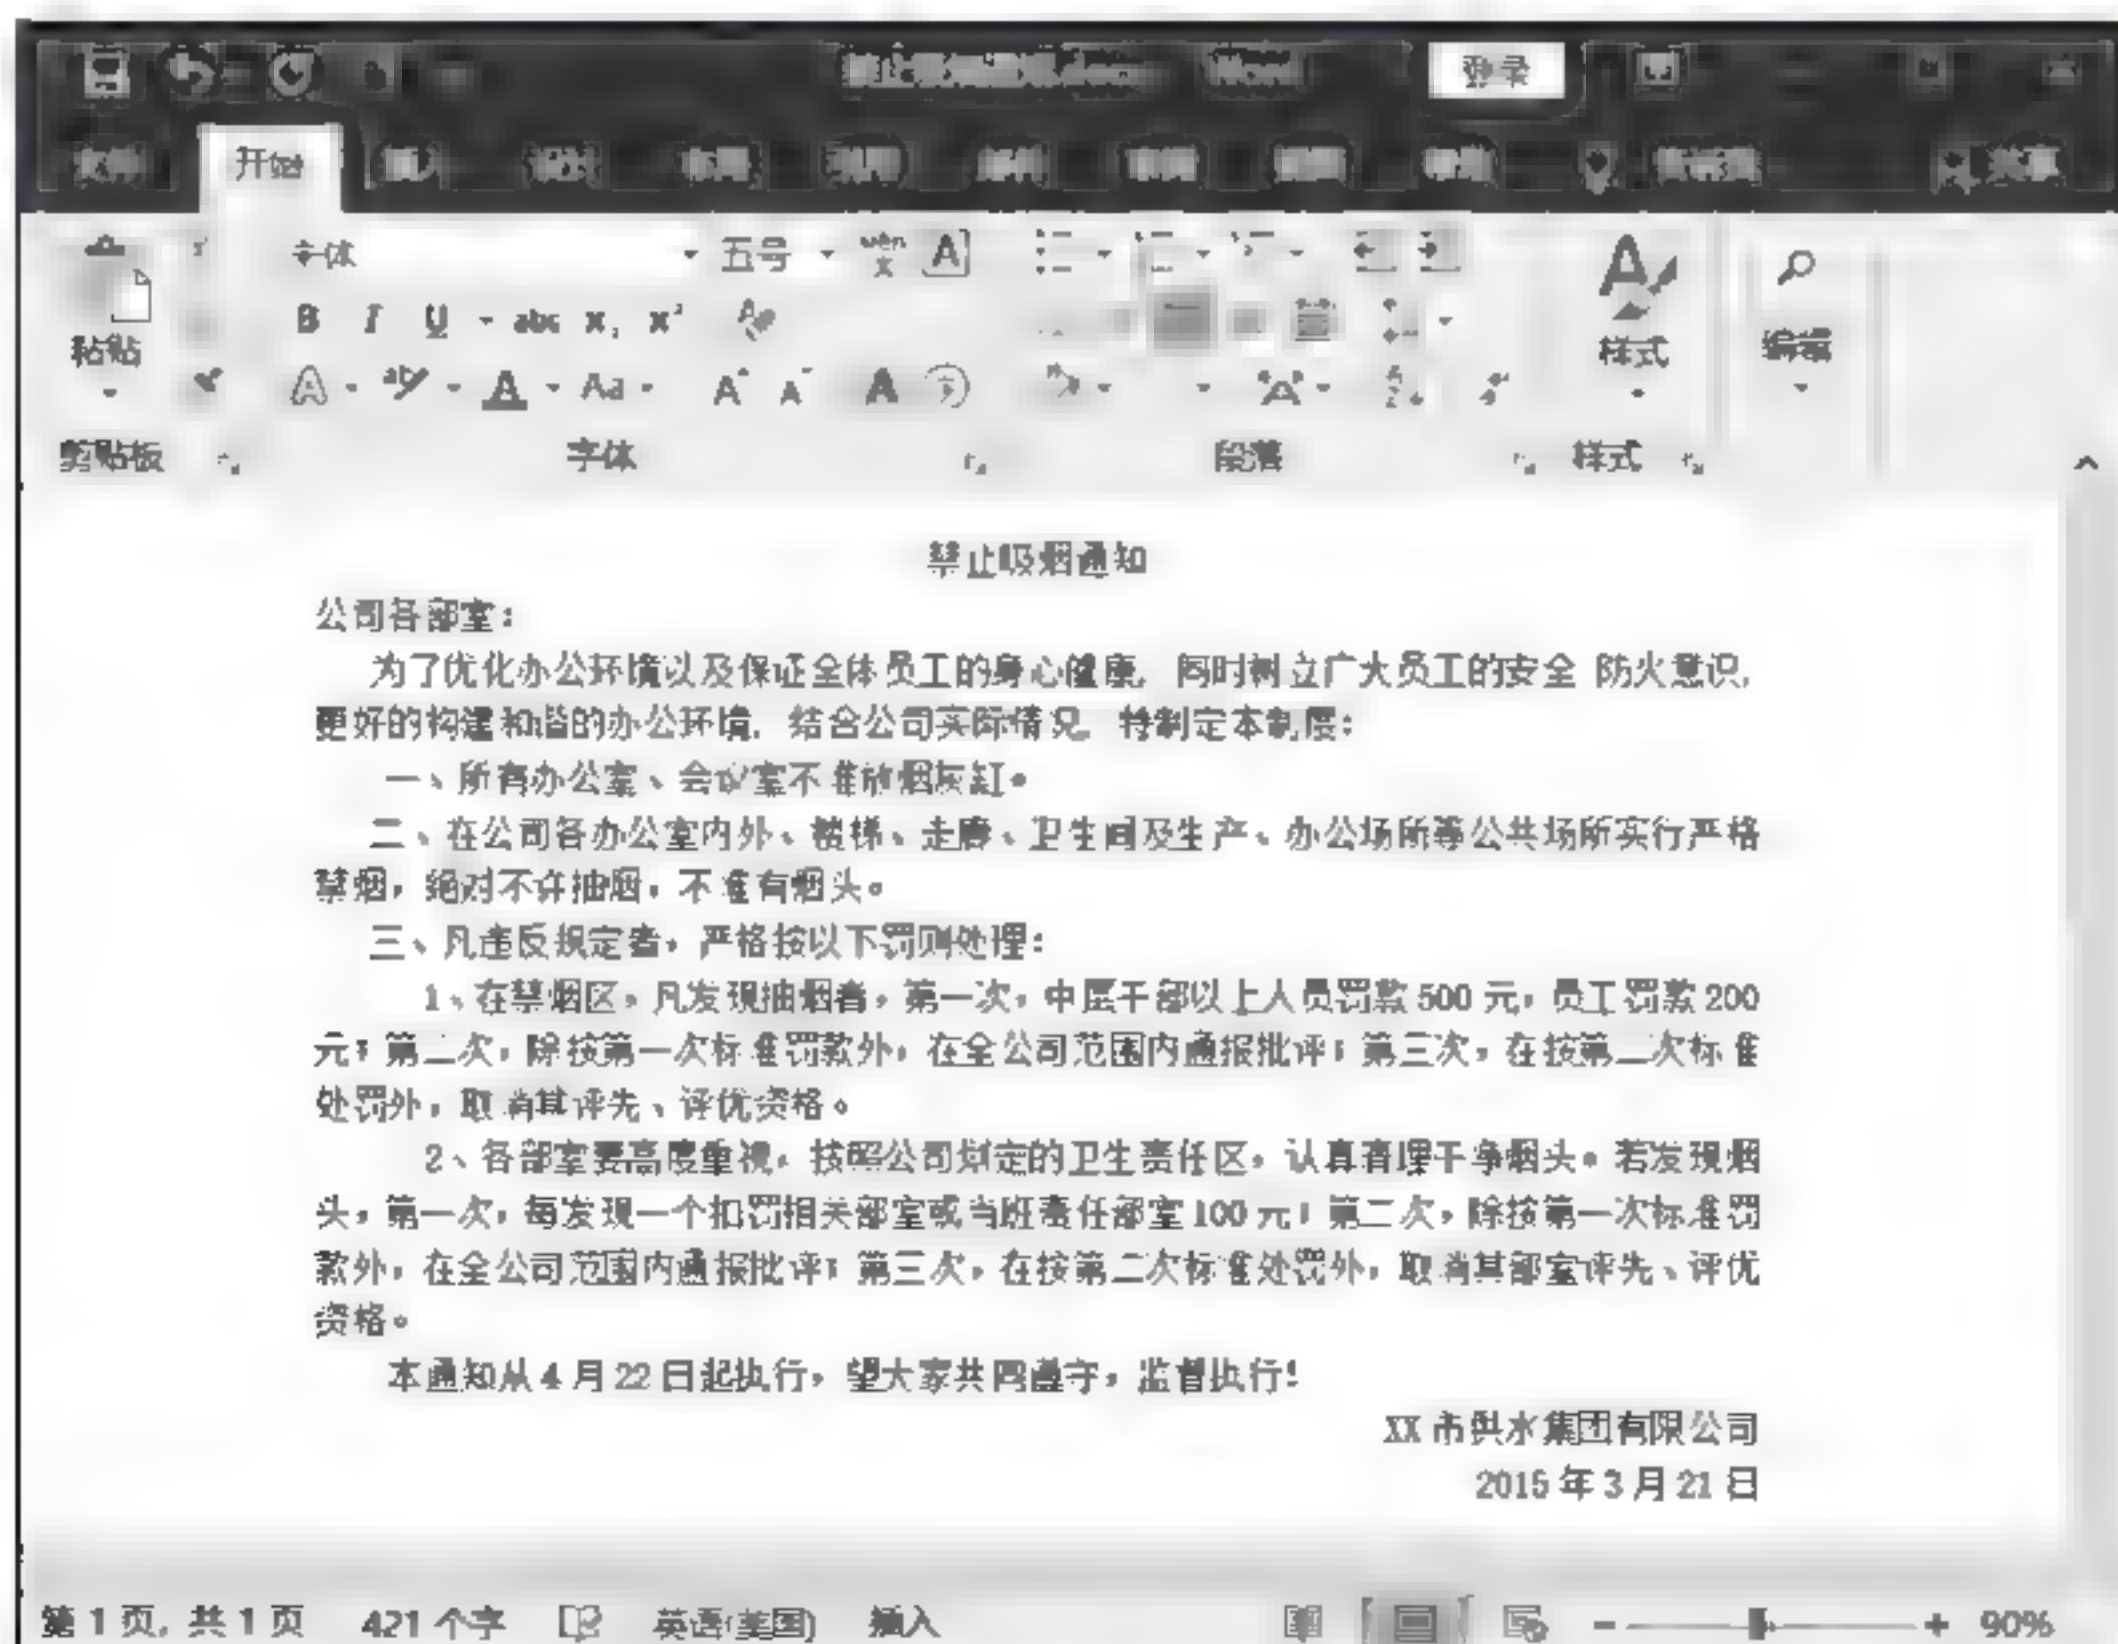 登录
开始
五号 wén A
B I U abc x₂ x²
粘贴 样式 编辑
A A Aa A A A
剪贴板 字体 段落 样式
禁止吸烟通知
公司各部室：
为了优化办公环境以及保证全体员工的身心健康，同时树立广大员工的安全 防火意识，
更好的构建和谐的办公环境，结合公司实际情况，特制定本制度：
一、所有办公室、会议室不准放烟灰缸。
二、在公司各办公室内外、楼梯、走廊、卫生间及生产、办公场所等公共场所实行严格
禁烟，绝对不许抽烟，不准有烟头。
三、凡违反规定者，严格按以下罚则处理：
1、在禁烟区，凡发现抽烟者，第一次，中层干部以上人员罚款 500 元，员工罚款 200
元；第二次，除按第一次标准罚款外，在全公司范围内通报批评；第三次，在按第二次标准
处罚外，取消其评先、评优资格。
2、各部室要高度重视，按照公司划定的卫生责任区，认真清理干净烟头。若发现烟
头，第一次，每发现一个扣罚相关部室或当班责任部室 100 元；第二次，除按第一次标准罚
款外，在全公司范围内通报批评；第三次，在按第二次标准处罚外，取消其部室评先、评优
资格。
本通知从 4 月 22 日起执行，望大家共同遵守，监督执行！
XX 市供水集团有限公司
2015 年 3 月 21 日
第 1 页, 共 1 页 421 个字 英语(美国) 插入 90%